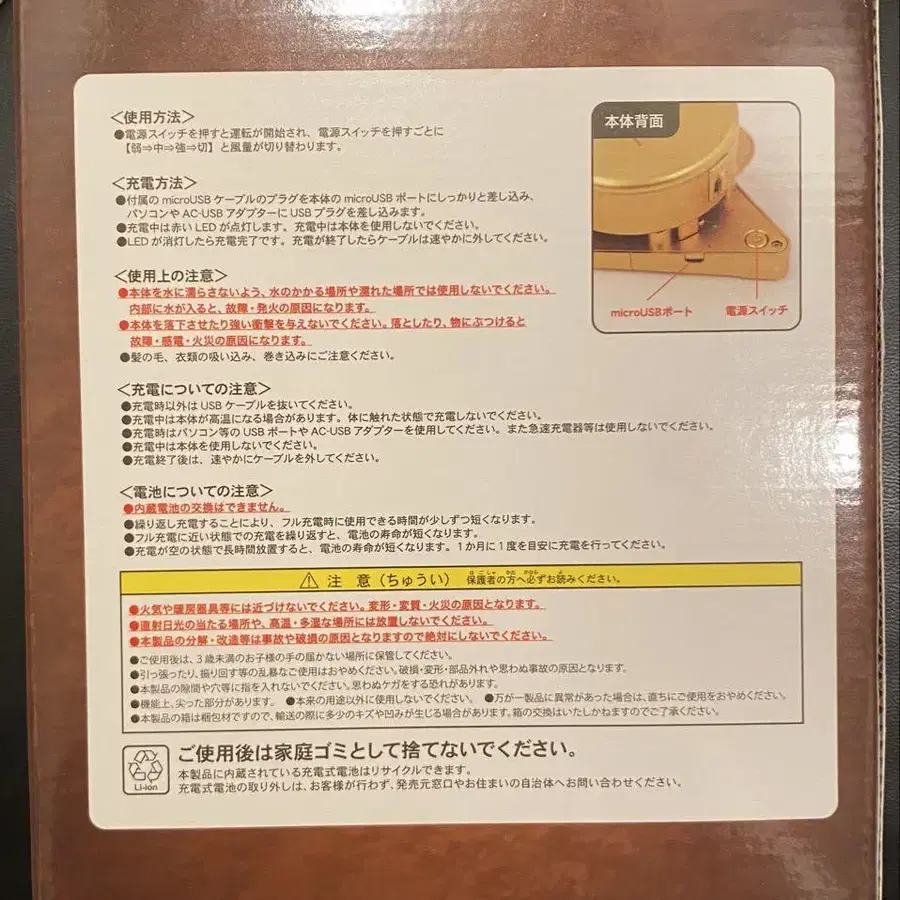 <使用方法>
●電源スイッチを押すと運転が開始され、電源スイッチを押すごとに
【弱⇒中⇒強⇒切】と風量が切り替わります。
<充電方法>
●付属の microUSB ケーブルのプラグを本体の microUSB ポートにしっかりと差し込み、
パソコンや AC-USB アダプターに USB プラグを差し込みます。
●充電中は赤い LED が点灯します。充電中は本体を使用しないでください。
●LED が消灯したら充電完了です。充電が終了したらケーブルは速やかに外してください。
本体背面
microUSBポート
電源スイッチ
<使用上の注意>
●本体を水に濡らさないよう、水のかかる場所や濡れた場所では使用しないでください。
内部に水が入ると、故障・発火の原因になります。
●本体を落下させたり強い衝撃を与えないでください。落としたり、物にぶつけると
故障・感電・火災の原因になります。
●髪の毛、衣類の吸い込み、巻き込みにご注意ください。
<充電についての注意>
●充電時以外は USB ケーブルを抜いてください。
●充電中は本体が高温になる場合があります。体に触れた状態で充電しないでください。
●充電時はパソコン等の USB ポートや AC-USB アダプターを使用してください。また急速充電器等は使用しないでください。
●充電中は本体を使用しないでください。
●充電終了後は、速やかにケーブルを外してください。
<電池についての注意>
●内蔵電池の交換はできません。
●繰り返し充電することにより、フル充電時に使用できる時間が少しずつ短くなります。
●フル充電に近い状態での充電を繰り返すと、電池の寿命が短くなります。
●充電が空の状態で長時間放置すると、電池の寿命が短くなります。1か月に1度を目安に充電を行ってください。
⚠ 注 意(ちゅうい) 保護者の方へ必ずお読みください。
●火気や暖房器具等には近づけないでください。変形・変質・火災の原因となります。
●直射日光の当たる場所や、高温・多湿な場所には放置しないでください。
●本製品の分解・改造等は事故や破損の原因となりますので絶対にしないでください。
●ご使用後は、3歳未満のお子様の手の届かない場所に保管してください。
●引っ張ったり、振り回す等の乱暴なご使用はおやめください。破損・変形・部品外れや思わぬ事故の原因となります。
●本製品の隙間や穴等に指を入れないでください。思わぬケガをする恐れがあります。
●機能上、尖った部分があります。 ●本来の用途以外に使用しないでください。 ●万が一製品に異常があった場合は、直ちにご使用をおやめください。
●本製品の箱は梱包材ですので、輸送の際に多少のキズや凹みが生じる場合があります。箱の交換はいたしかねますのでご了承ください。
Li-ion
ご使用後は家庭ゴミとして捨てないでください。
本製品に内蔵されている充電式電池はリサイクルできます。
充電式電池の取り外しは、お客様が行わず、発売元窓口やお住まいの自治体へお問い合わせください。